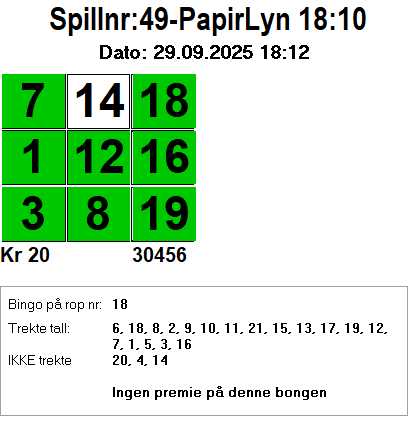 Spillnr:49-PapirLyn 18:10
Dato: 29.09.2025 18:12
7 14 18
1 12 16
3 8 19
Kr 20 30456
Bingo på rop nr: 18
Trekte tall: 6, 18, 8, 2, 9, 10, 11, 21, 15, 13, 17, 19, 12,
7, 1, 5, 3, 16
IKKE trekte 20, 4, 14
Ingen premie på denne bongen